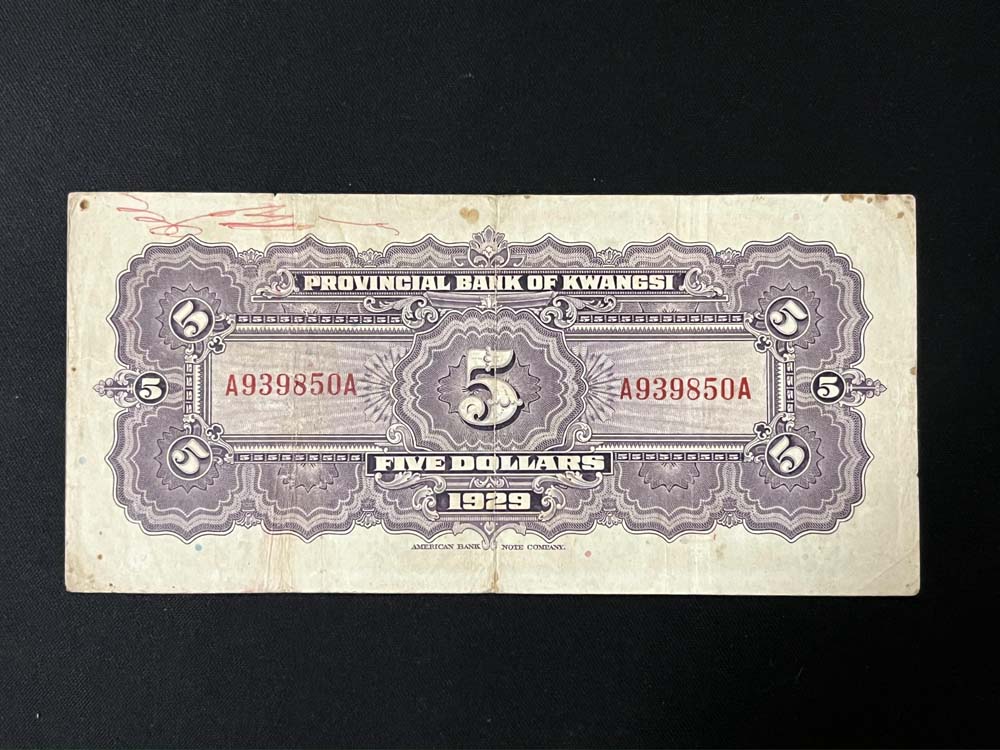 PROVINCIAL BANK OF KWANGSI
5 5
5 A939850A 5 A939850A 5
5 5
FIVE DOLLARS
1929
AMERICAN BANK NOTE COMPANY.